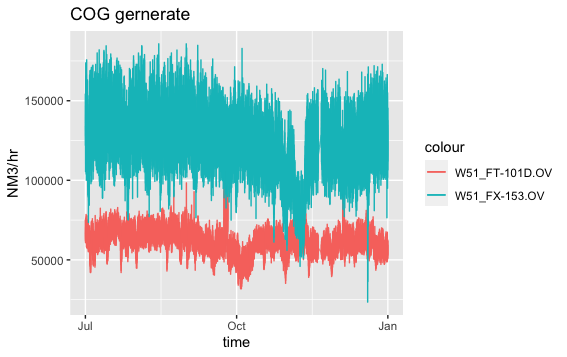 COG gernerate
NM3/hr
150000
100000
50000
Jul
Oct
Jan
time
colour
W51_FT-101D.OV
W51_FX-153.OV